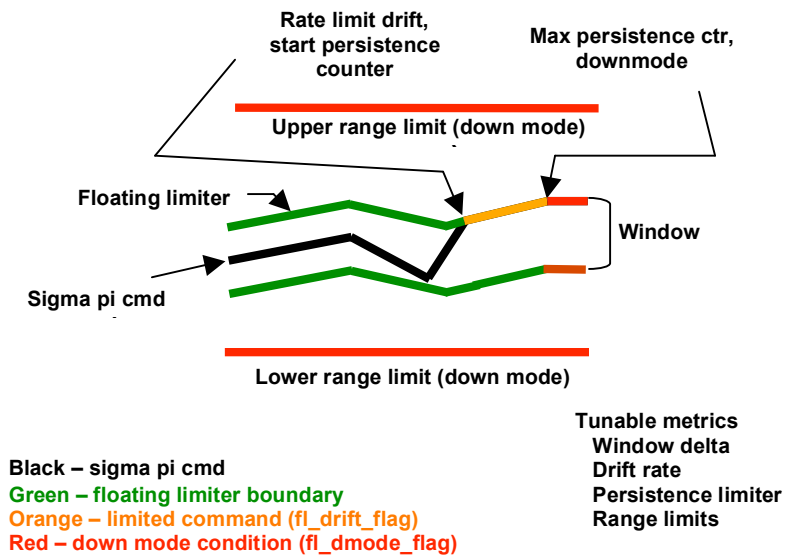 Rate limit drift,
start persistence
counter
Max persistence ctr,
downmode
Upper range limit (down mode)
Floating limiter
Window
Sigma pi cmd
Lower range limit (down mode)
Tunable metrics
Window delta
Drift rate
Persistence limiter
Range limits
Black – sigma pi cmd
Green – floating limiter boundary
Orange – limited command (fl_drift_flag)
Red – down mode condition (fl_dmode_flag)